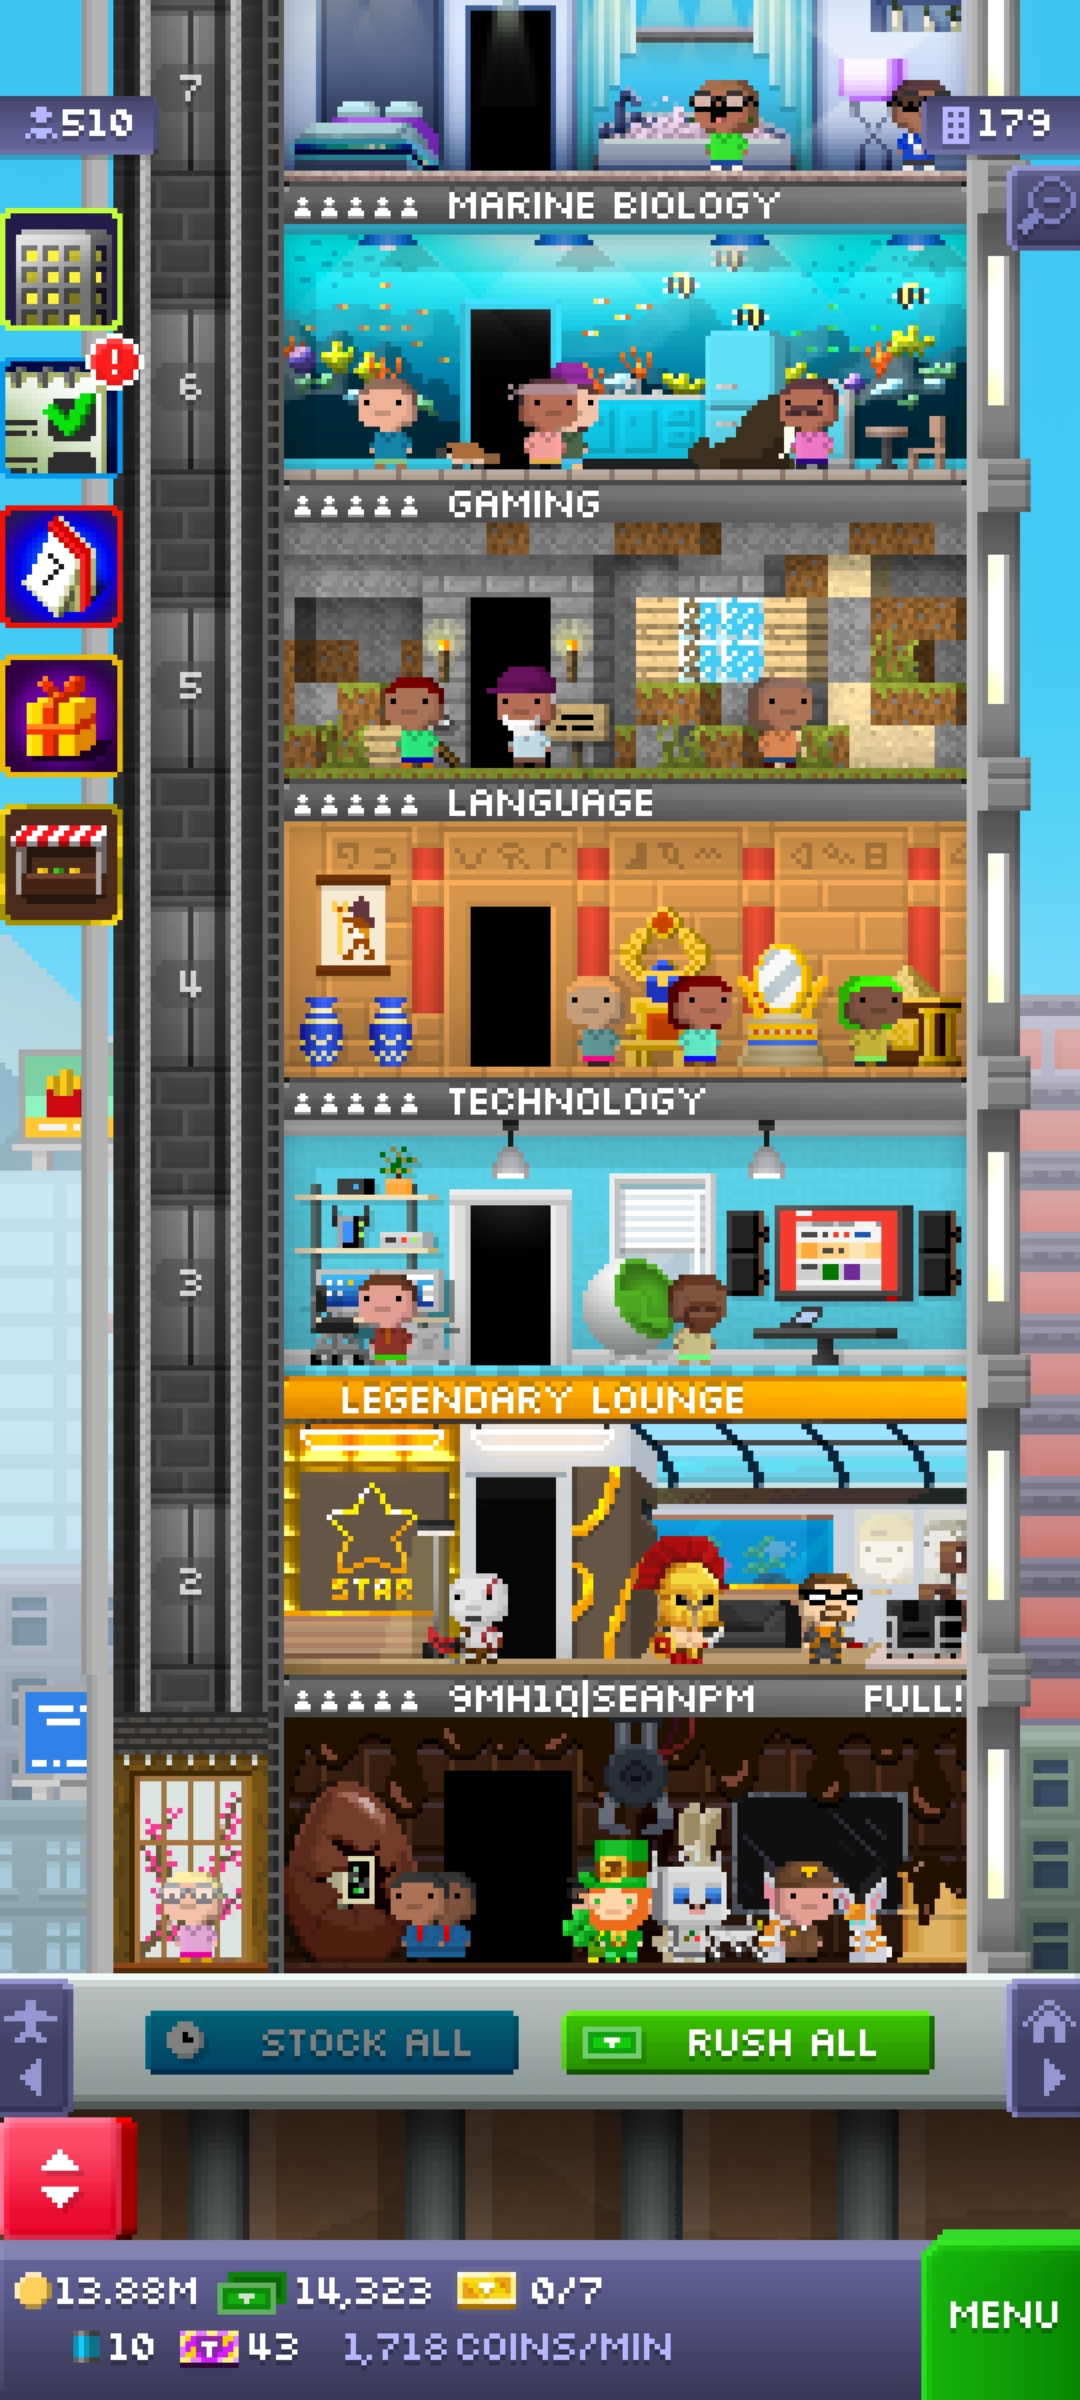 7
510
179
MARINE BIOLOGY
6
GAMING
5
LANGUAGE
4
TECHNOLOGY
3
LEGENDARY LOUNGE
STAR
2
9MH1Q|SEANPM FULL!
STOCK ALL
RUSH ALL
13.88M 14,323 0/7
10 43 1,718 COINS/MIN
MENU